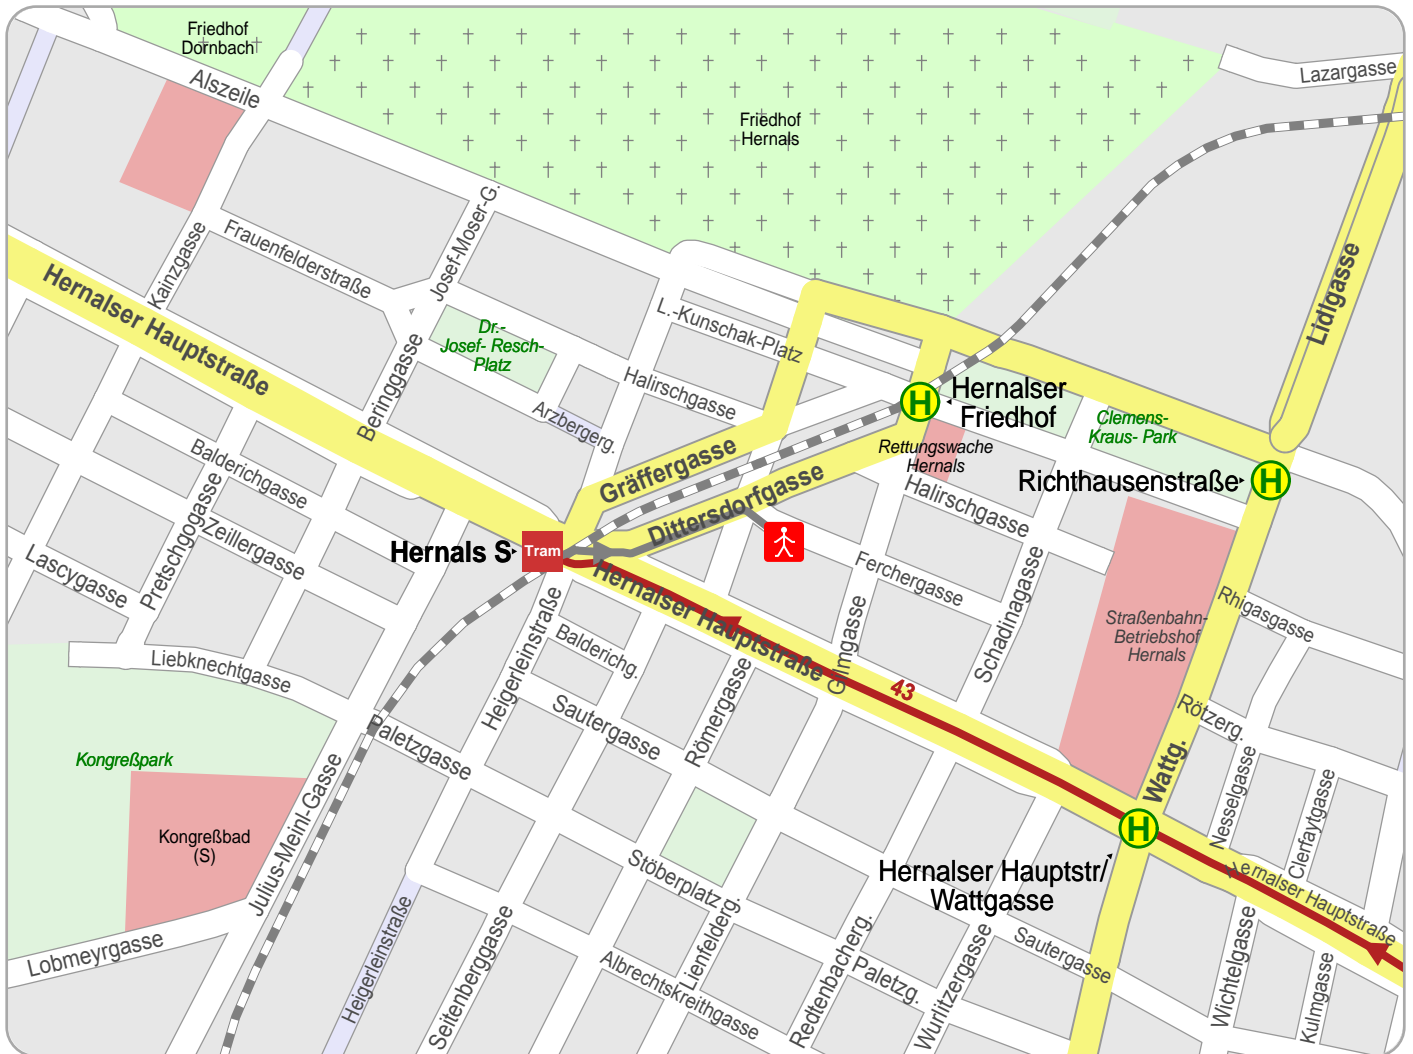 Friedhof
Dornbach
Alszeile
Lazargasse
Friedhof
Hernals
Josef-Moser-G.
Frauenfelderstraße
Kainzgasse
Hernalser Hauptstraße
Lidlgasse
L.-Kunschak-Platz
Dr.-
Josef- Resch-
Platz
Beringgasse
Halirschgasse
Arzbergerg.
Hernalser
Friedhof
Clemens-
Kraus- Park
Rettungswache
Hernals
Richthausenstraße
H
H
Gräffergasse
Dittersdorfgasse
Halirschgasse
Balderichgasse
Pretschgogasse
Zeillergasse
Lascygasse
Hernals S
Tram
Hernalser Hauptstraße
Ferchergasse
Schadinagasse
Gilmgasse
Rhigasgasse
Straßenbahn-
Betriebshof
Hernals
Heigerleinstraße
Balderichg.
Liebknechtgasse
Sautergasse
Römergasse
43
Rötzerg.
Wattg.
Paletzgasse
Kongreßpark
Kongreßbad
(S)
Julius-Meinl-Gasse
Nesselgasse
Clerfaytgasse
H
Hernalser Hauptstr/
Wattgasse
Hernalser Hauptstraße
Stöberplatz
Lienfelderg.
Heigerleinstraße
Seitenberggasse
Lobmeyrgasse
Albrechtskreithgasse
Redtenbacherg.
Paletzg.
Wurlitzergasse
Sautergasse
Wichtelgasse
Kulmgasse